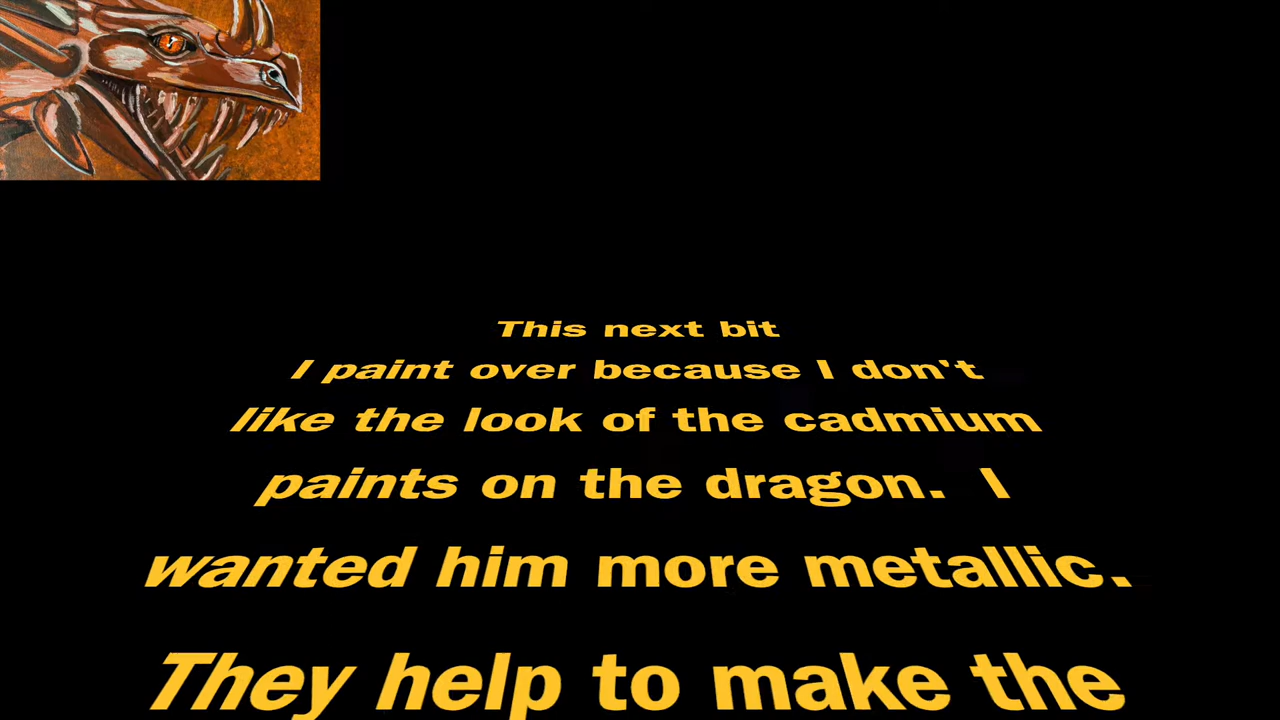 This next bit
I paint over because I don't
like the look of the cadmium
paints on the dragon. I
wanted him more metallic.
They help to make the